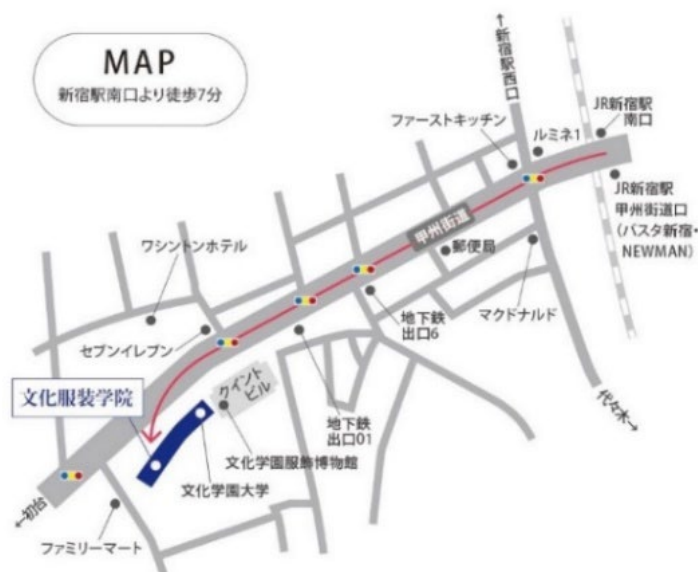 MAP
新宿駅南口より徒歩7分
←新宿駅西口
JR新宿駅
南口
ファーストキッチン
ルミネ1
JR新宿駅
甲州街道口
(バスタ新宿・
NEWMAN)
甲州街道
郵便局
ワシントンホテル
地下鉄
出口6
マクドナルド
セブンイレブン
クイント
ビル
文化服装学院
地下鉄
出口01
代々木→
文化学園服飾博物館
文化学園大学
←初台
ファミリーマート